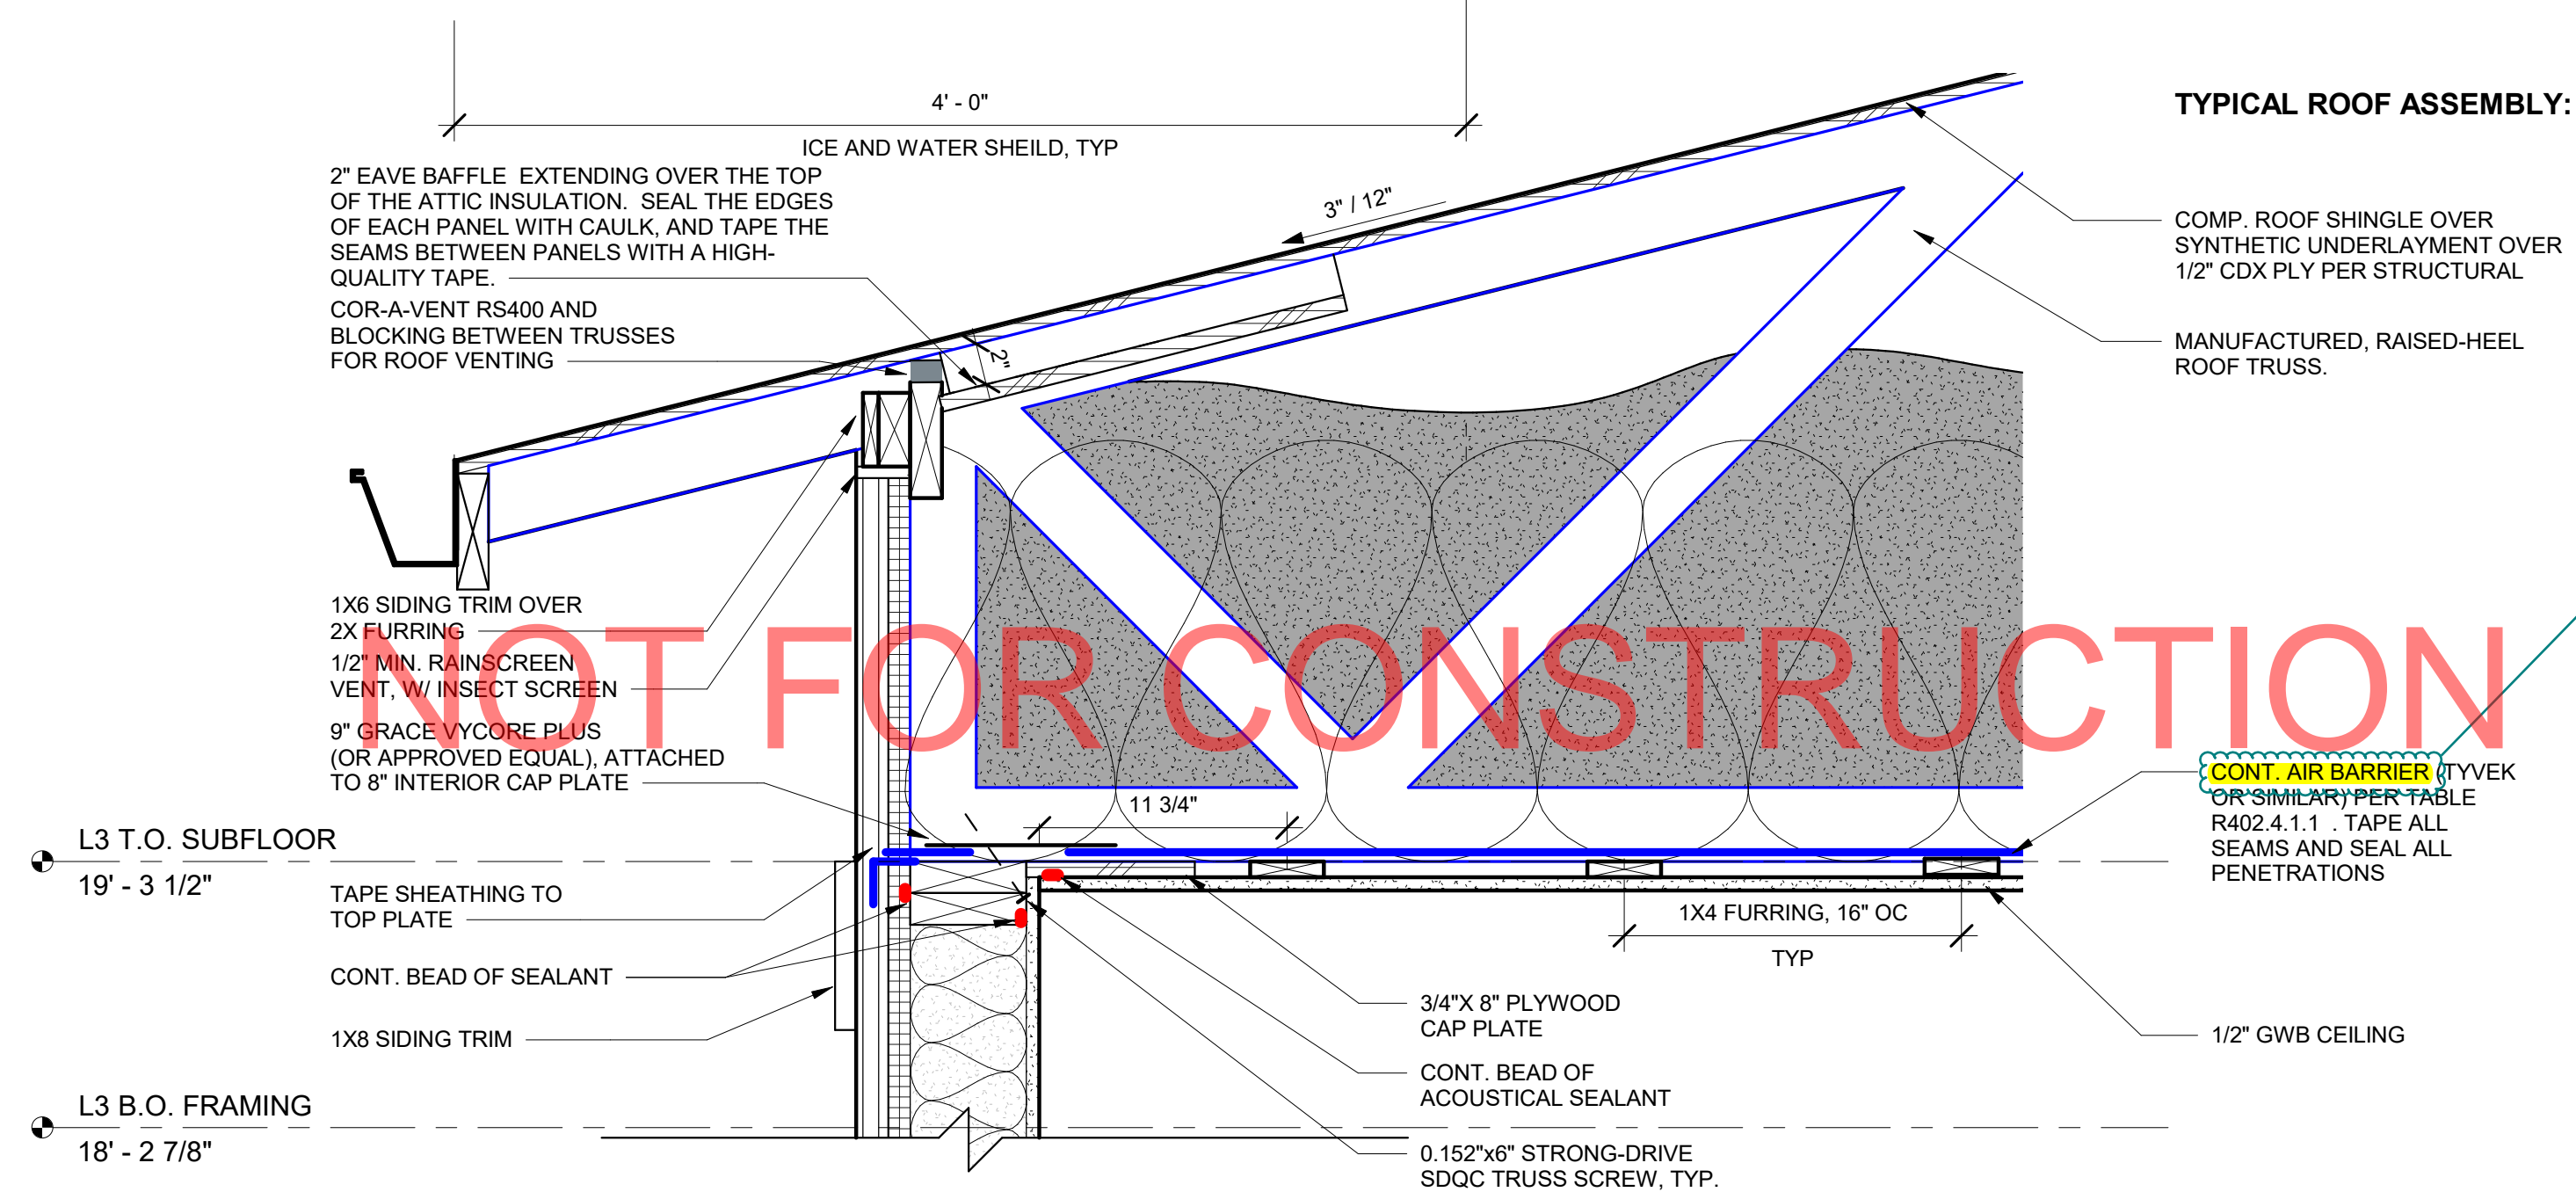 4' - 0"
ICE AND WATER SHEILD, TYP
TYPICAL ROOF ASSEMBLY:
2" EAVE BAFFLE EXTENDING OVER THE TOP
OF THE ATTIC INSULATION. SEAL THE EDGES
OF EACH PANEL WITH CAULK, AND TAPE THE
SEAMS BETWEEN PANELS WITH A HIGH-
QUALITY TAPE.
COR-A-VENT RS400 AND
BLOCKING BETWEEN TRUSSES
FOR ROOF VENTING
3" / 12"
2"
COMP. ROOF SHINGLE OVER
SYNTHETIC UNDERLAYMENT OVER
1/2" CDX PLY PER STRUCTURAL
MANUFACTURED, RAISED-HEEL
ROOF TRUSS.
1X6 SIDING TRIM OVER
2X FURRING
1/2" MIN. RAINSCREEN
VENT, W/ INSECT SCREEN
9" GRACE VYCORE PLUS
(OR APPROVED EQUAL), ATTACHED
TO 8" INTERIOR CAP PLATE
NOT FOR CONSTRUCTION
11 3/4"
CONT. AIR BARRIER (TYVEK
OR SIMILAR) PER TABLE
R402.4.1.1 . TAPE ALL
SEAMS AND SEAL ALL
PENETRATIONS
L3 T.O. SUBFLOOR
19' - 3 1/2"
TAPE SHEATHING TO
TOP PLATE
CONT. BEAD OF SEALANT
1X8 SIDING TRIM
1X4 FURRING, 16" OC
TYP
3/4"X 8" PLYWOOD
CAP PLATE
CONT. BEAD OF
ACOUSTICAL SEALANT
0.152"x6" STRONG-DRIVE
SDQC TRUSS SCREW, TYP.
1/2" GWB CEILING
L3 B.O. FRAMING
18' - 2 7/8"